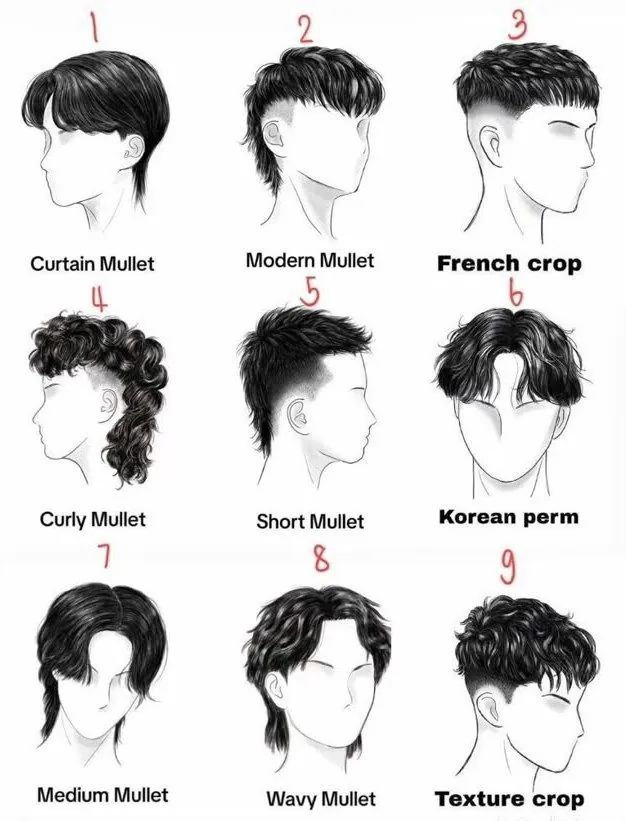 1
2
3
Curtain Mullet
Modern Mullet
French crop
4
5
6
Curly Mullet
Short Mullet
Korean perm
7
8
9
Medium Mullet
Wavy Mullet
Texture crop